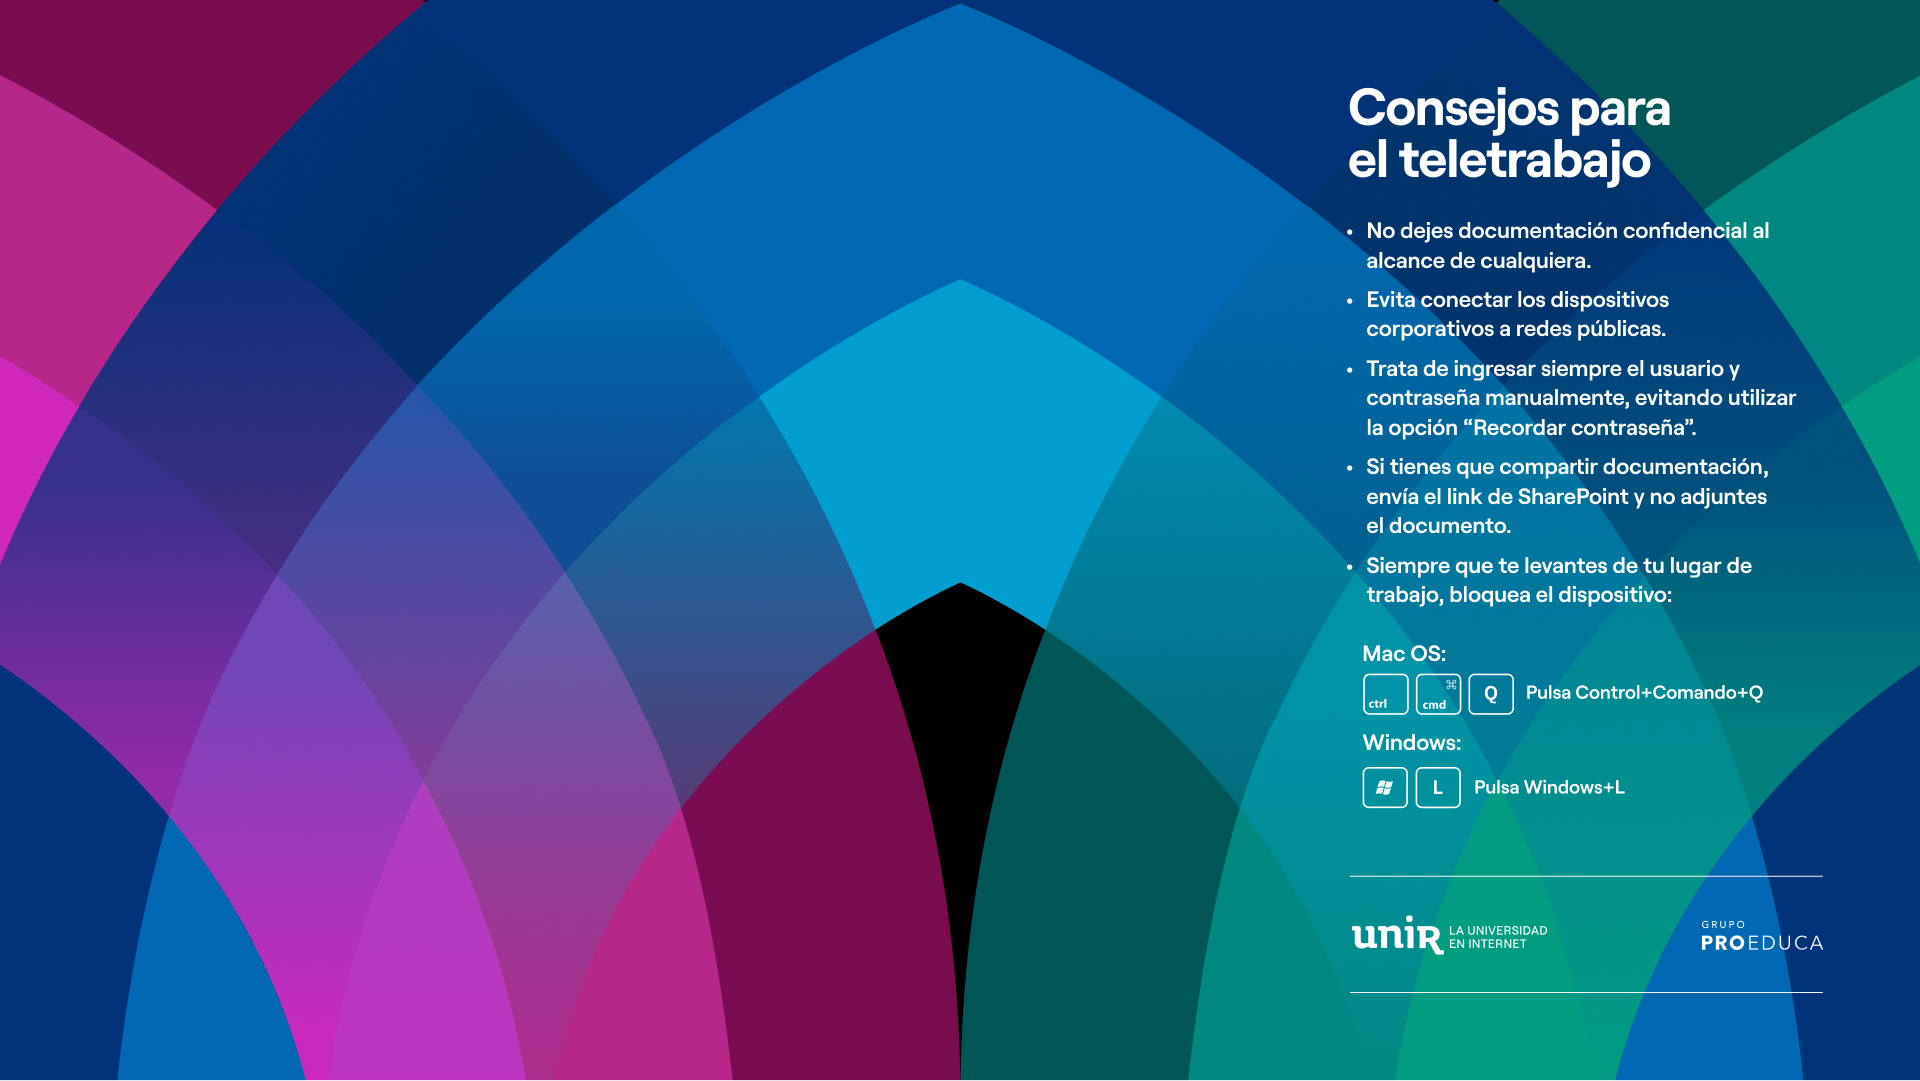 Consejos para
el teletrabajo
• No dejes documentación confidencial al
alcance de cualquiera.
• Evita conectar los dispositivos
corporativos a redes públicas.
• Trata de ingresar siempre el usuario y
contraseña manualmente, evitando utilizar
la opción “Recordar contraseña”.
• Si tienes que compartir documentación,
envía el link de SharePoint y no adjuntes
el documento.
• Siempre que te levantes de tu lugar de
trabajo, bloquea el dispositivo:
Mac OS:
ctrl ⌘ cmd Q Pulsa Control+Comando+Q
Windows:
L Pulsa Windows+L
unir LA UNIVERSIDAD
EN INTERNET
GRUPO
PROEDUCA